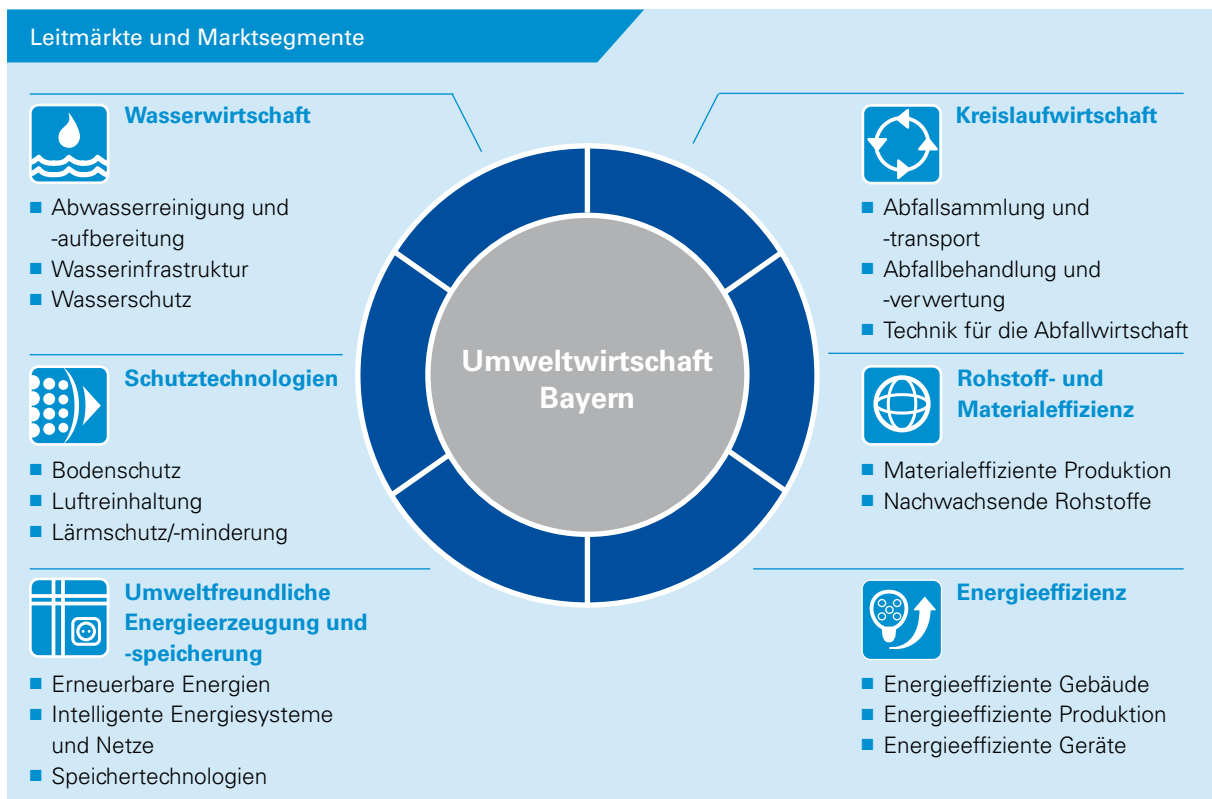 Leitmärkte und Marktsegmente
Wasserwirtschaft
■ Abwasserreinigung und
-aufbereitung
■ Wasserinfrastruktur
■ Wasserschutz
Schutztechnologien
■ Bodenschutz
■ Luftreinhaltung
■ Lärmschutz/-minderung
Umweltfreundliche
Energieerzeugung und
-speicherung
■ Erneuerbare Energien
■ Intelligente Energiesysteme
und Netze
■ Speichertechnologien
Umweltwirtschaft
Bayern
Kreislaufwirtschaft
■ Abfallsammlung und
-transport
■ Abfallbehandlung und
-verwertung
■ Technik für die Abfallwirtschaft
Rohstoff- und
Materialeffizienz
■ Materialeffiziente Produktion
■ Nachwachsende Rohstoffe
Energieeffizienz
■ Energieeffiziente Gebäude
■ Energieeffiziente Produktion
■ Energieeffiziente Geräte